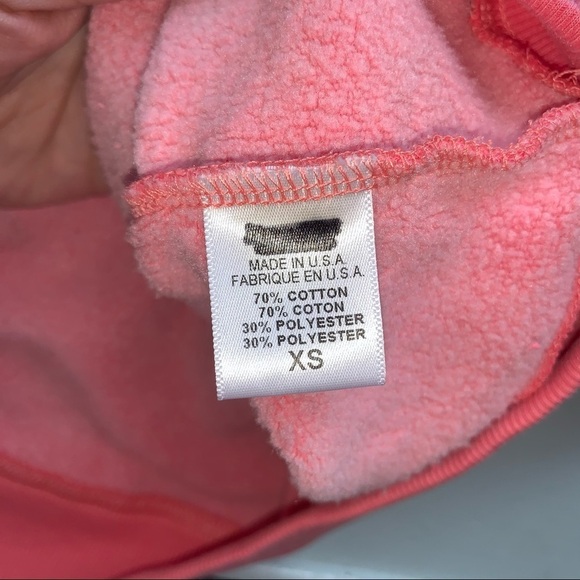 MADE IN U.S.A.
FABRIQUE EN U.S.A.
70% COTTON
70% COTON
30% POLYESTER
30% POLYESTER
XS